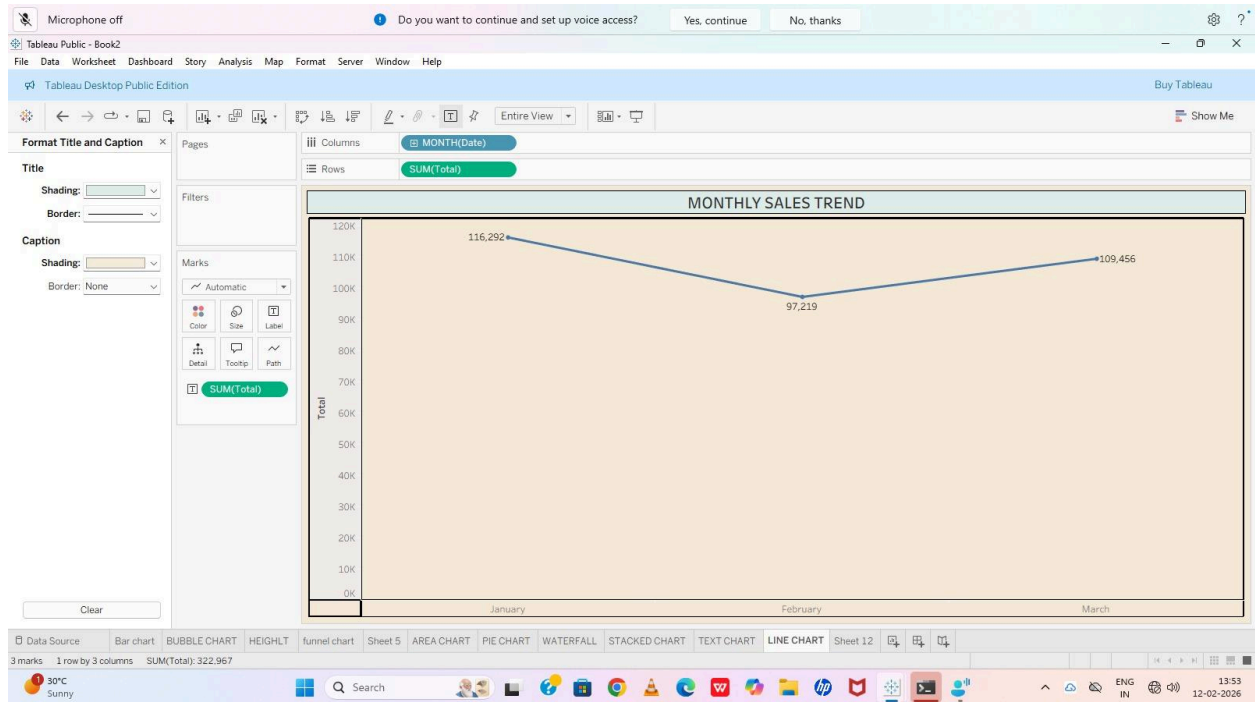 Microphone off
Do you want to continue and set up voice access? Yes, continue No, thanks
?
Tableau Public - Book2
File Data Worksheet Dashboard Story Analysis Map Format Server Window Help
Tableau Desktop Public Edition Buy Tableau
Entire View Show Me
Format Title and Caption Pages Columns MONTH(Date)
Title Rows SUM(Total)
Shading:
Border:
Filters
MONTHLY SALES TREND
Caption
Shading:
Border: None
Marks
Automatic
Color Size Label
Detail Tooltip Path
SUM(Total)
Total
120K
110K
100K
90K
80K
70K
60K
50K
40K
30K
20K
10K
0K
116,292
97,219
109,456
January February March
Clear
Data Source Bar chart BUBBLE CHART HEIGHLT funnel chart Sheet 5 AREA CHART PIE CHART WATERFALL STACKED CHART TEXT CHART LINE CHART Sheet 12
3 marks 1 row by 3 columns SUM(Total): 322,967
1
30°C
Sunny
Search
ENG
IN
13:53
12-02-2026